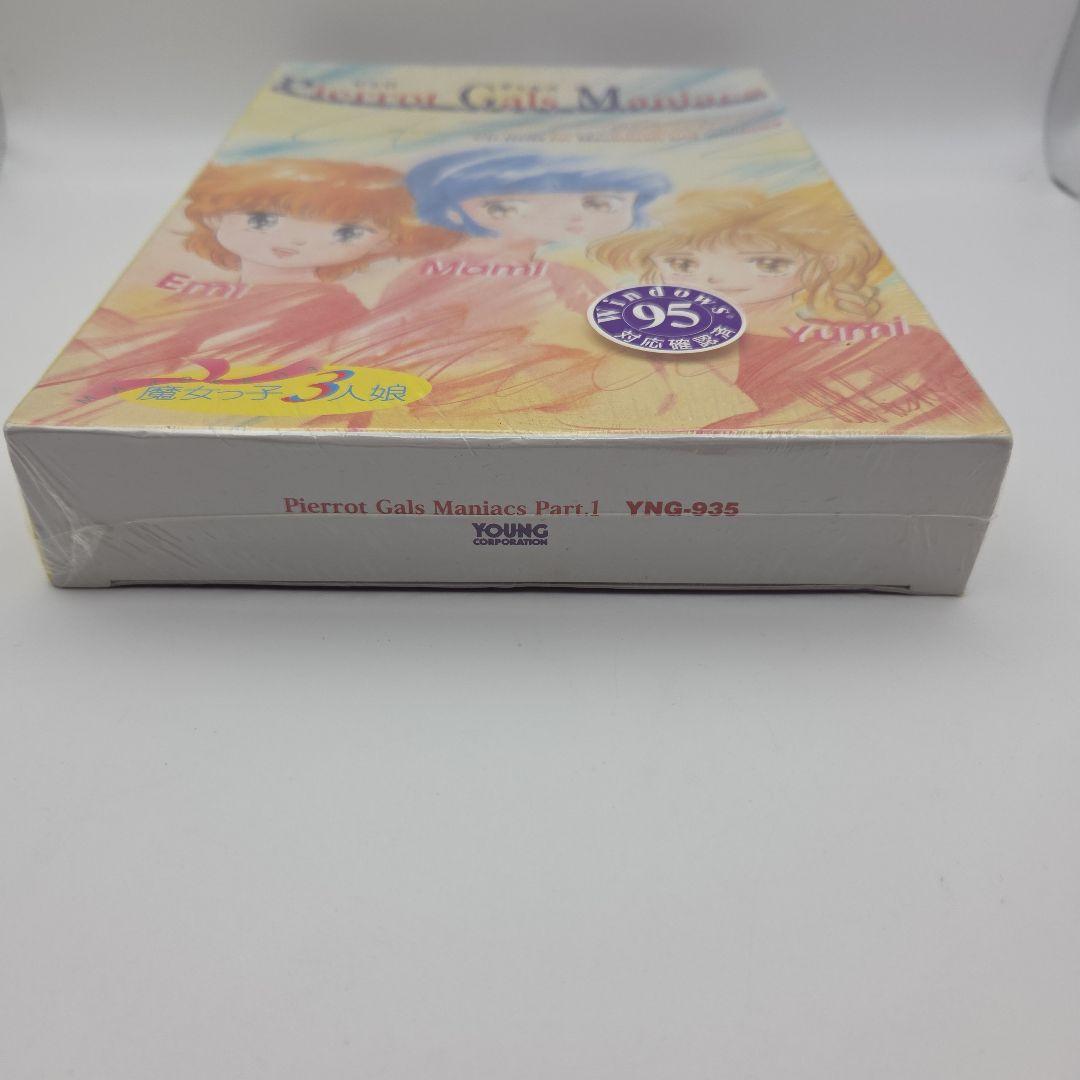 Pierrot Gals Maniacs
Emi
Mami
Yumi
Windows
95
対応確認済
魔女っ子3人娘
Pierrot Gals Maniacs Part.1 YNG-935
YOUNG
CORPORATION